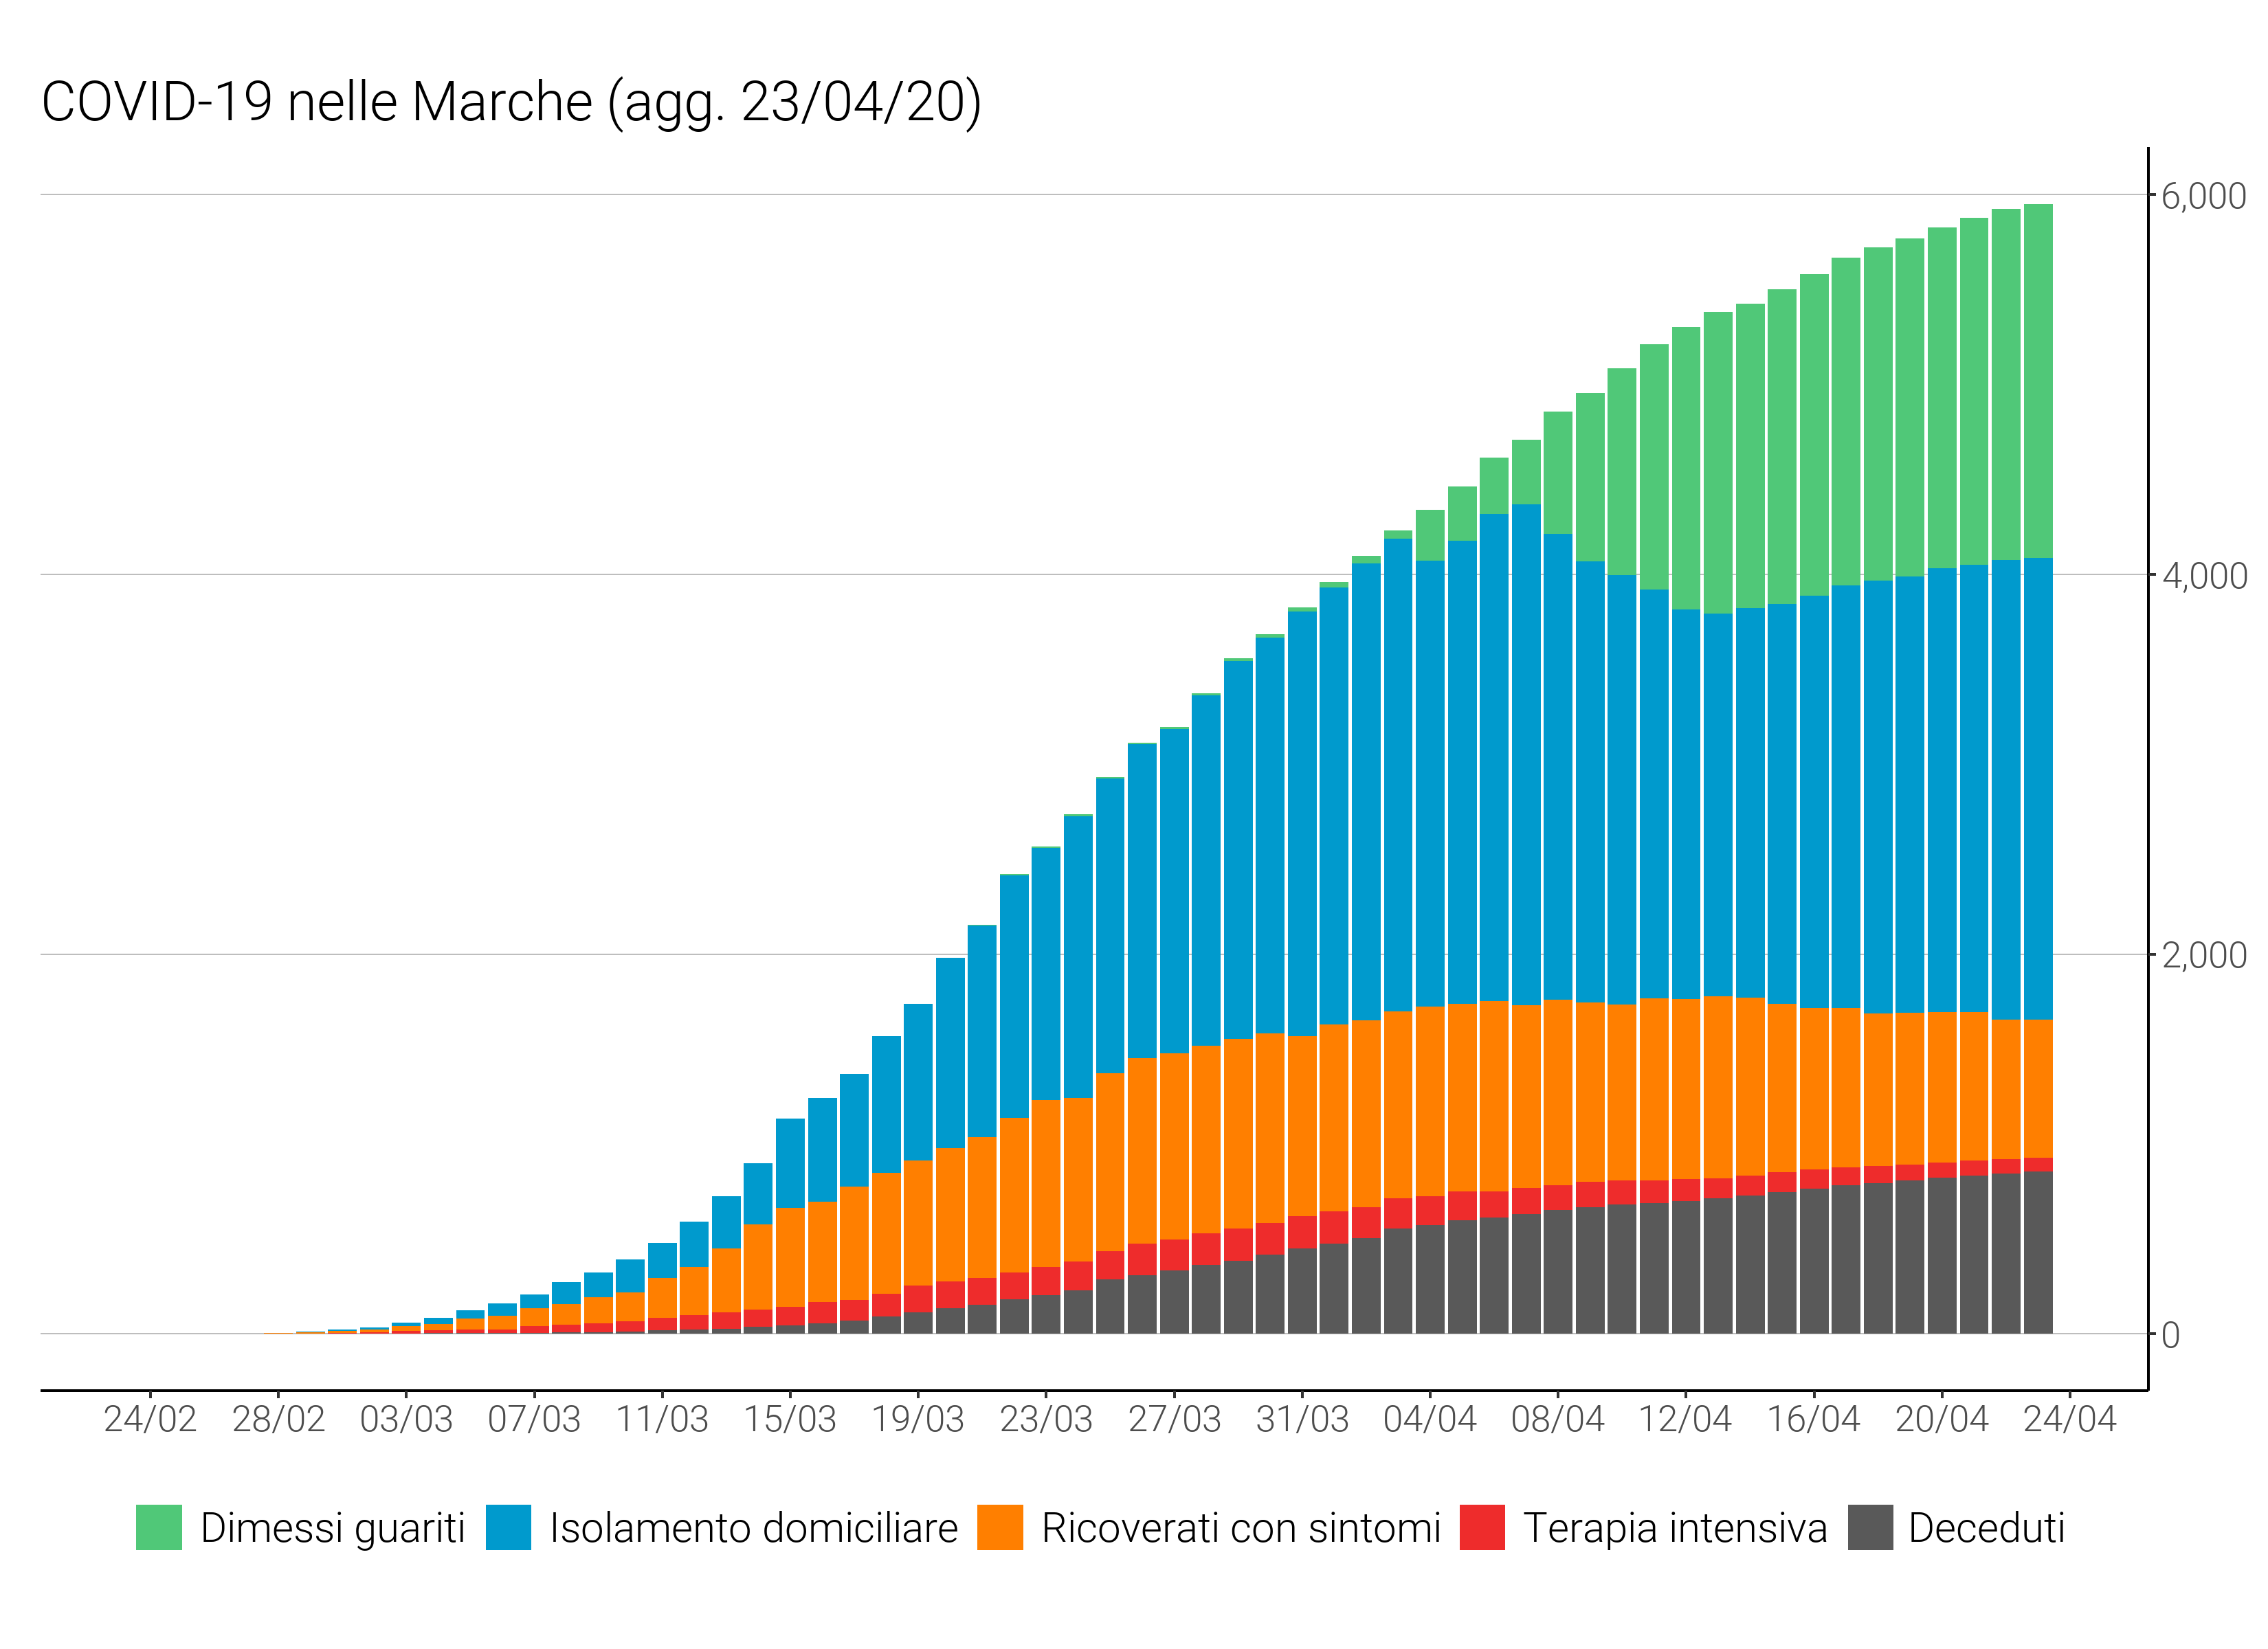 COVID-19 nelle Marche (agg. 23/04/20)
6,000
4,000
2,000
0
24/02 28/02 03/03 07/03 11/03 15/03 19/03 23/03 27/03 31/03 04/04 08/04 12/04 16/04 20/04 24/04
Dimessi guariti Isolamento domiciliare Ricoverati con sintomi Terapia intensiva Deceduti